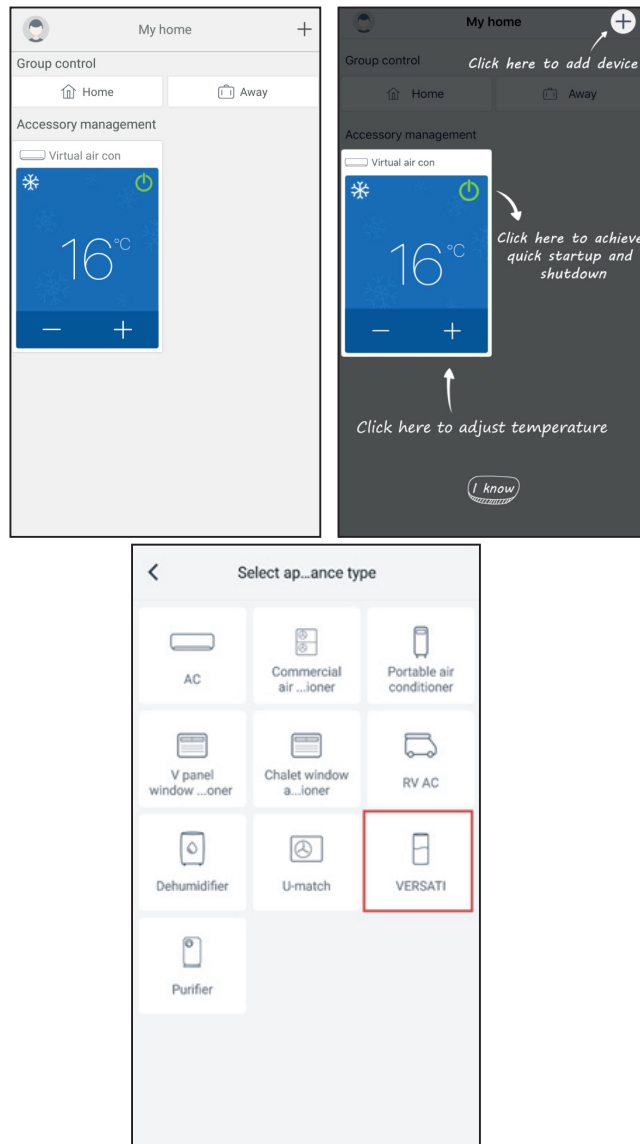 My home
Group control
Home
Away
Accessory management
Virtual air con
16°C
My home
Click here to add device
Group control
Home
Away
Accessory management
Virtual air con
16°C
Click here to achieve
quick startup and
shutdown
Click here to adjust temperature
I know
Select ap...ance type
AC
Commercial
air ...ioner
Portable air
conditioner
V panel
window ...oner
Chalet window
a...ioner
RV AC
Dehumidifier
U-match
VERSATI
Purifier